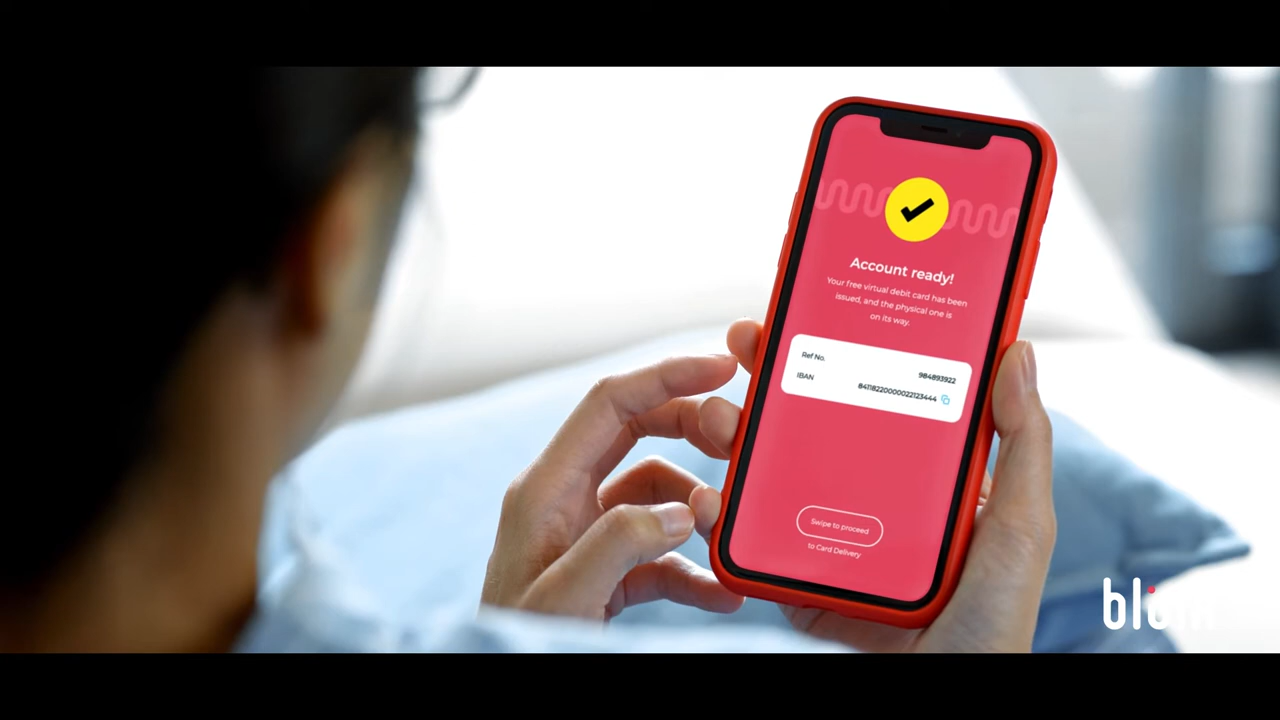 Account ready!
Your free virtual debit card has been
issued, and the physical one is
on its way.
Ref No. 984893922
IBAN 84118220000022123444
Swipe to proceed
to Card Delivery